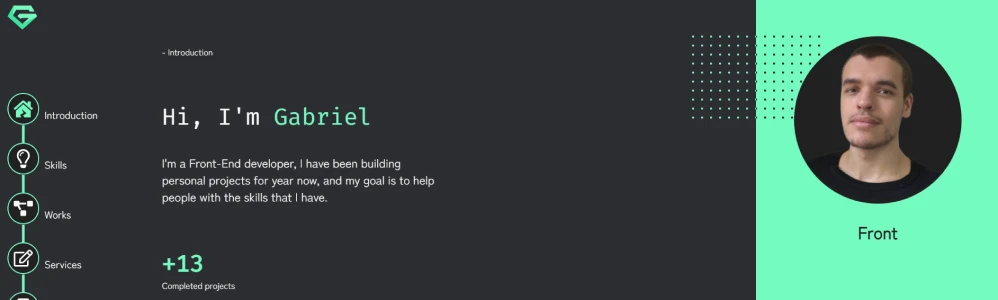 - Introduction
Introduction
Skills
Works
Services
Hi, I'm Gabriel
I'm a Front-End developer, I have been building
personal projects for year now, and my goal is to help
people with the skills that I have.
+13
Completed projects
Front